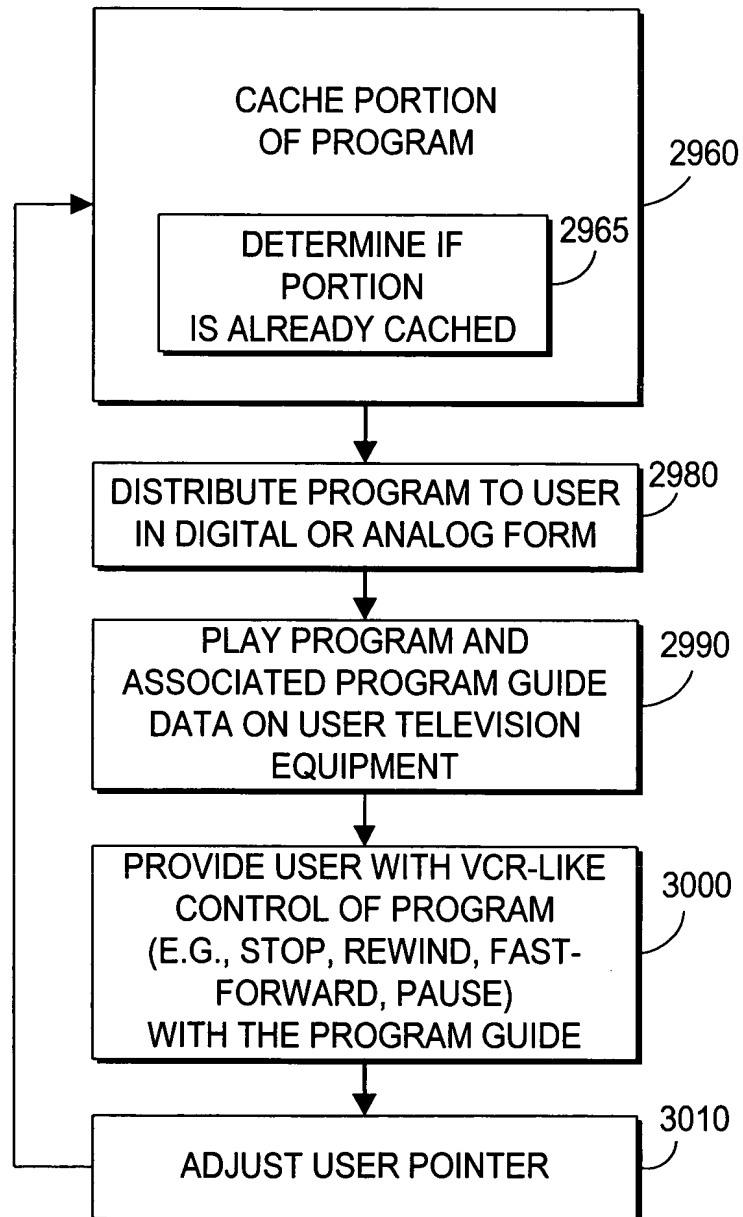 CACHE PORTION
OF PROGRAM
2960
DETERMINE IF
PORTION
IS ALREADY CACHED
2965
DISTRIBUTE PROGRAM TO USER
IN DIGITAL OR ANALOG FORM
2980
PLAY PROGRAM AND
ASSOCIATED PROGRAM GUIDE
DATA ON USER TELEVISION
EQUIPMENT
2990
PROVIDE USER WITH VCR-LIKE
CONTROL OF PROGRAM
(E.G., STOP, REWIND, FAST-
FORWARD, PAUSE)
WITH THE PROGRAM GUIDE
3000
ADJUST USER POINTER
3010